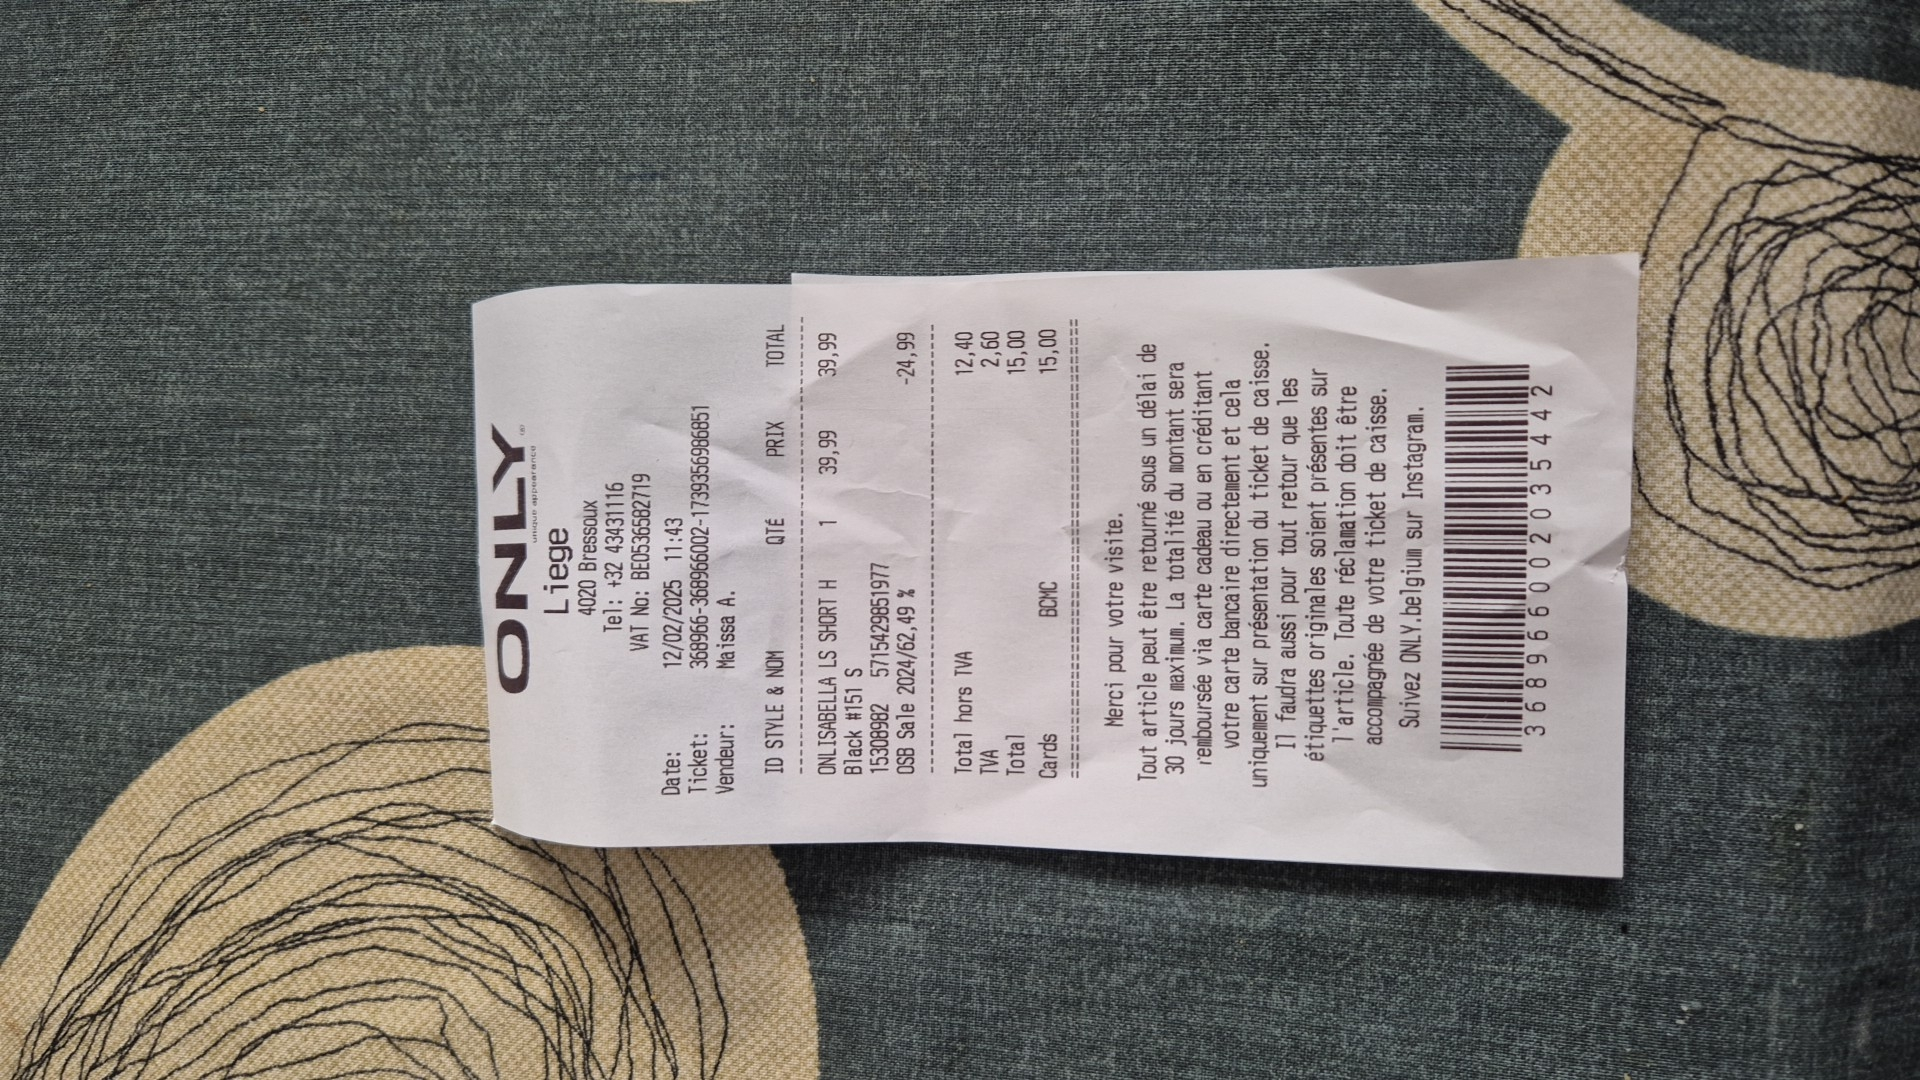 ONLY
unique appearance
Liege
4020 Bressoux
Tel: +32 43431116
VAT No: BE0536582719
Date: 12/02/2025 11:43
Ticket: 368966-368966002-1739356986851
Vendeur: Maissa A.
ID STYLE & NOM QTÉ PRIX TOTAL
ONLISABELLA LS SHORT H 1 39,99 39,99
Black #151 S
15308982 5715429851977
OSB Sale 2024/62,49 % -24,99
Total hors TVA 12,40
TVA 2,60
Total 15,00
Cards BCMC 15,00
Merci pour votre visite.
Tout article peut être retourné sous un délai de
30 jours maximum. La totalité du montant sera
remboursée via carte cadeau ou en créditant
votre carte bancaire directement et cela
uniquement sur présentation du ticket de caisse.
Il faudra aussi pour tout retour que les
étiquettes originales soient présentes sur
l'article. Toute réclamation doit être
accompagnée de votre ticket de caisse.
Suivez ONLY.belgium sur Instagram.
368966002035442